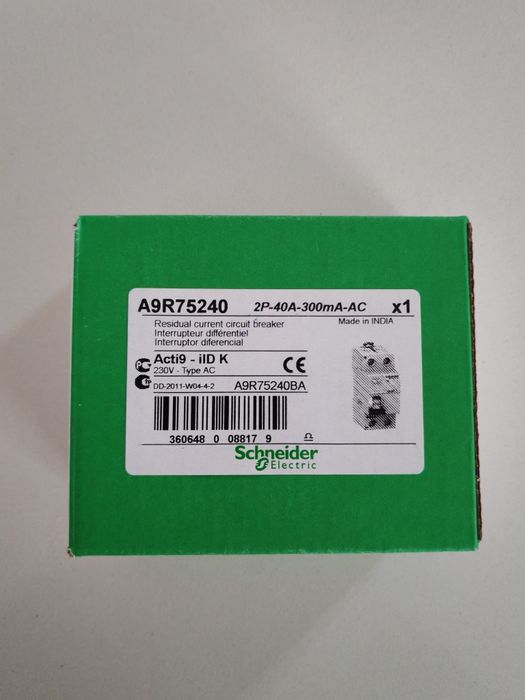 A9R75240 2P-40A-300mA-AC x1
Residual current circuit breaker Made in INDIA
Interrupteur différentiel
Interruptor diferencial
Acti9 - iID K CE
230V - Type AC
DD-2011-W04-4-2 A9R75240BA
360648 0 08817 9
Schneider
Electric